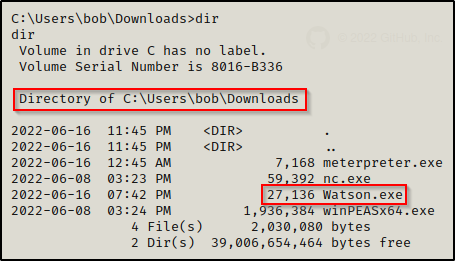 C:\Users\bob\Downloads>dir
dir
Volume in drive C has no label.
Volume Serial Number is 8016-B336
© 2022 GitHub, Inc.
Directory of C:\Users\bob\Downloads
2022-06-16  11:45 PM    <DIR>          .
2022-06-16  11:45 PM    <DIR>          ..
2022-06-16  12:45 AM             7,168 meterpreter.exe
2022-06-08  03:23 PM            59,392 nc.exe
2022-06-16  07:42 PM            27,136 Watson.exe
2022-06-08  03:24 PM         1,936,384 winPEASx64.exe
4 File(s)      2,030,080 bytes
2 Dir(s)  39,006,654,464 bytes free